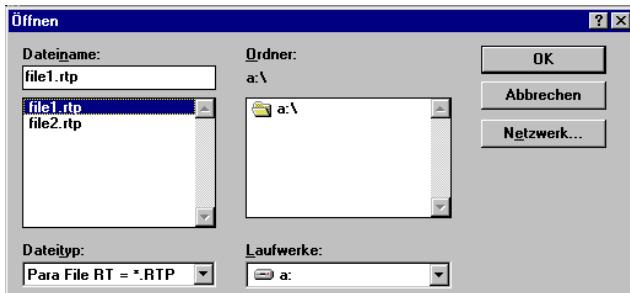 Öffnen
Dateiname:
file1.rtp
file1.rtp
file2.rtp
Dateityp:
Para File RT = *.RTP
Ordner:
a:\
a:\
Laufwerke:
a:
OK
Abbrechen
Netzwerk...